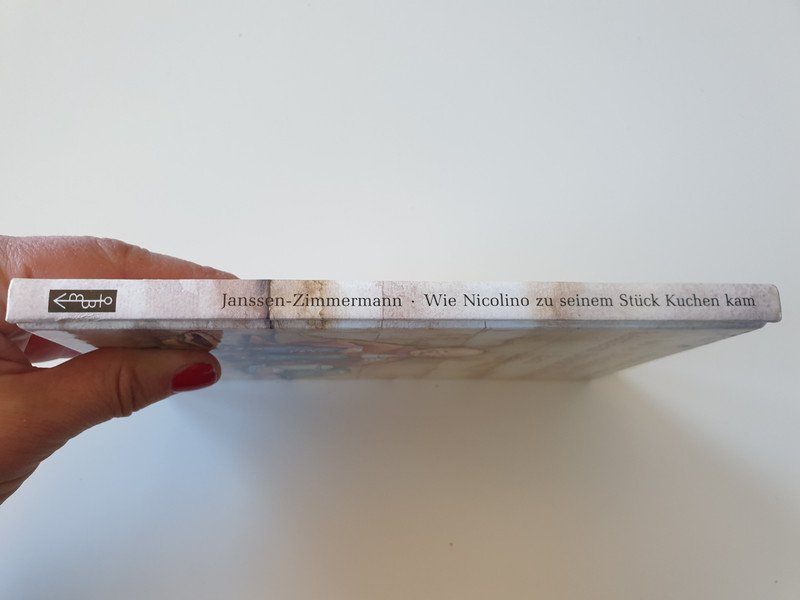 Janssen-Zimmermann · Wie Nicolino zu seinem Stück Kuchen kam